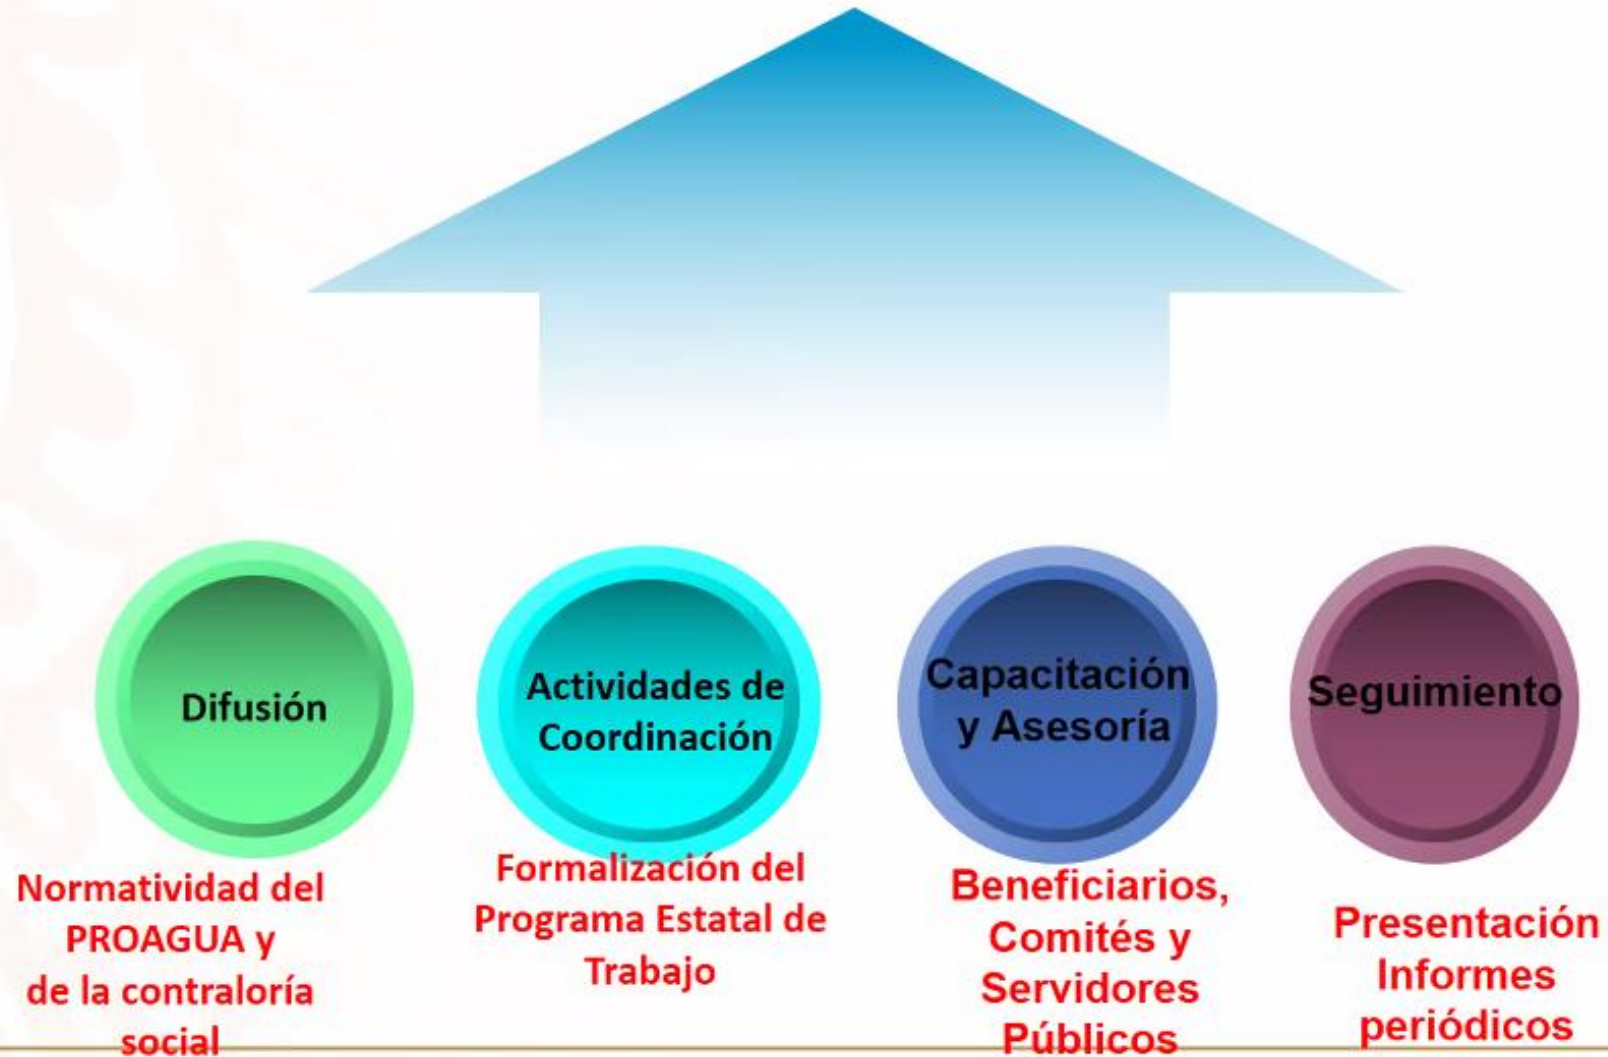 Difusión
Actividades de
Coordinación
Capacitación
y Asesoría
Seguimiento
Normatividad del
PROAGUA y
de la contraloría
social
Formalización del
Programa Estatal de
Trabajo
Beneficiarios,
Comités y
Servidores
Públicos
Presentación
Informes
periódicos